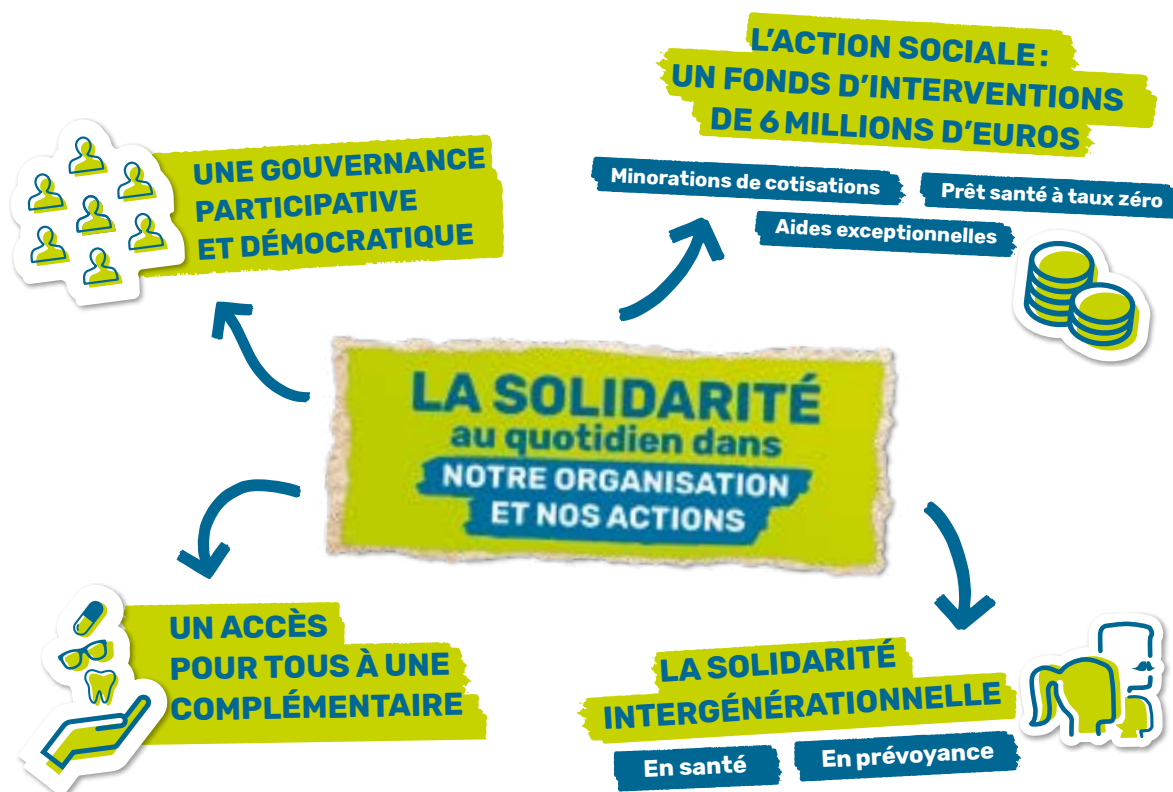 L'ACTION SOCIALE :
UN FONDS D'INTERVENTIONS
DE 6 MILLIONS D'EUROS
Minorations de cotisations
Prêt santé à taux zéro
Aides exceptionnelles
UNE GOUVERNANCE
PARTICIPATIVE
ET DÉMOCRATIQUE
LA SOLIDARITÉ
au quotidien dans
NOTRE ORGANISATION
ET NOS ACTIONS
UN ACCÈS
POUR TOUS À UNE
COMPLÉMENTAIRE
LA SOLIDARITÉ
INTERGÉNÉRATIONNELLE
En santé
En prévoyance